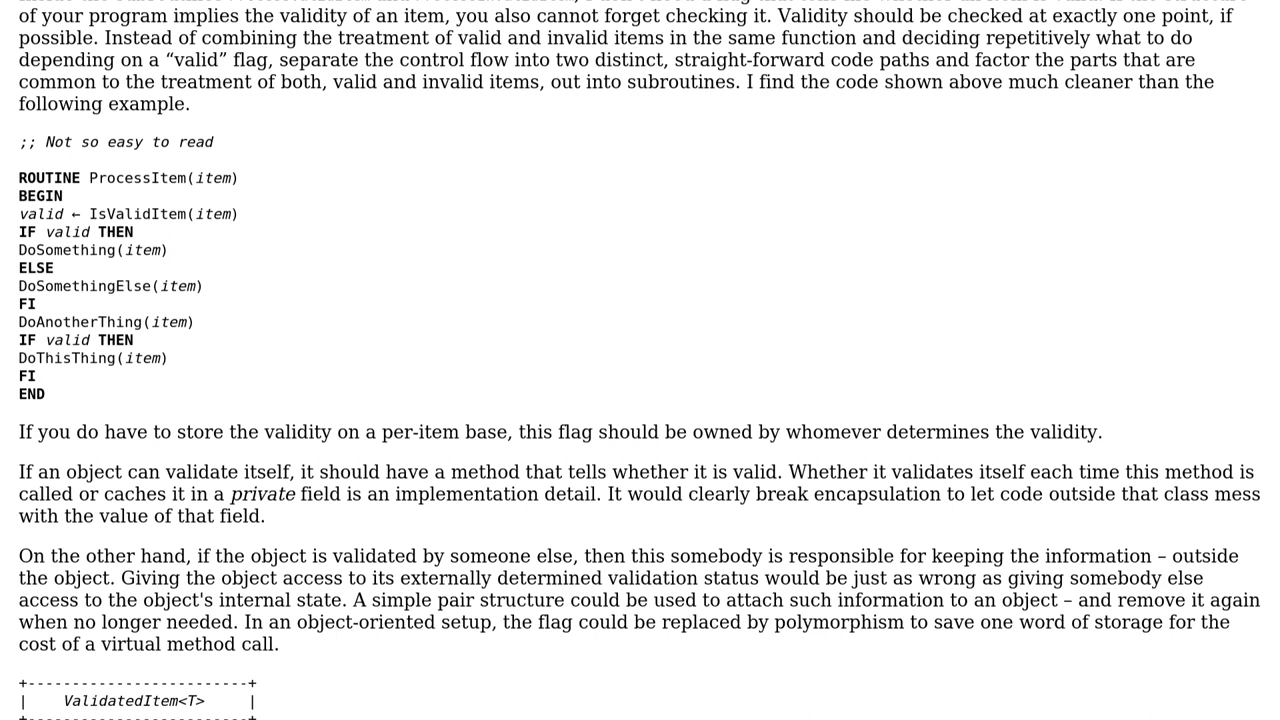 of your program implies the validity of an item, you also cannot forget checking it. Validity should be checked at exactly one point, if
possible. Instead of combining the treatment of valid and invalid items in the same function and deciding repetitively what to do
depending on a “valid” flag, separate the control flow into two distinct, straight-forward code paths and factor the parts that are
common to the treatment of both, valid and invalid items, out into subroutines. I find the code shown above much cleaner than the
following example.
;; Not so easy to read
ROUTINE ProcessItem(item)
BEGIN
valid ← IsValidItem(item)
IF valid THEN
DoSomething(item)
ELSE
DoSomethingElse(item)
FI
DoAnotherThing(item)
IF valid THEN
DoThisThing(item)
FI
END
If you do have to store the validity on a per-item base, this flag should be owned by whomever determines the validity.
If an object can validate itself, it should have a method that tells whether it is valid. Whether it validates itself each time this method is
called or caches it in a private field is an implementation detail. It would clearly break encapsulation to let code outside that class mess
with the value of that field.
On the other hand, if the object is validated by someone else, then this somebody is responsible for keeping the information – outside
the object. Giving the object access to its externally determined validation status would be just as wrong as giving somebody else
access to the object's internal state. A simple pair structure could be used to attach such information to an object – and remove it again
when no longer needed. In an object-oriented setup, the flag could be replaced by polymorphism to save one word of storage for the
cost of a virtual method call.
+-------------------------+
|    ValidatedItem<T>     |
+-------------------------+